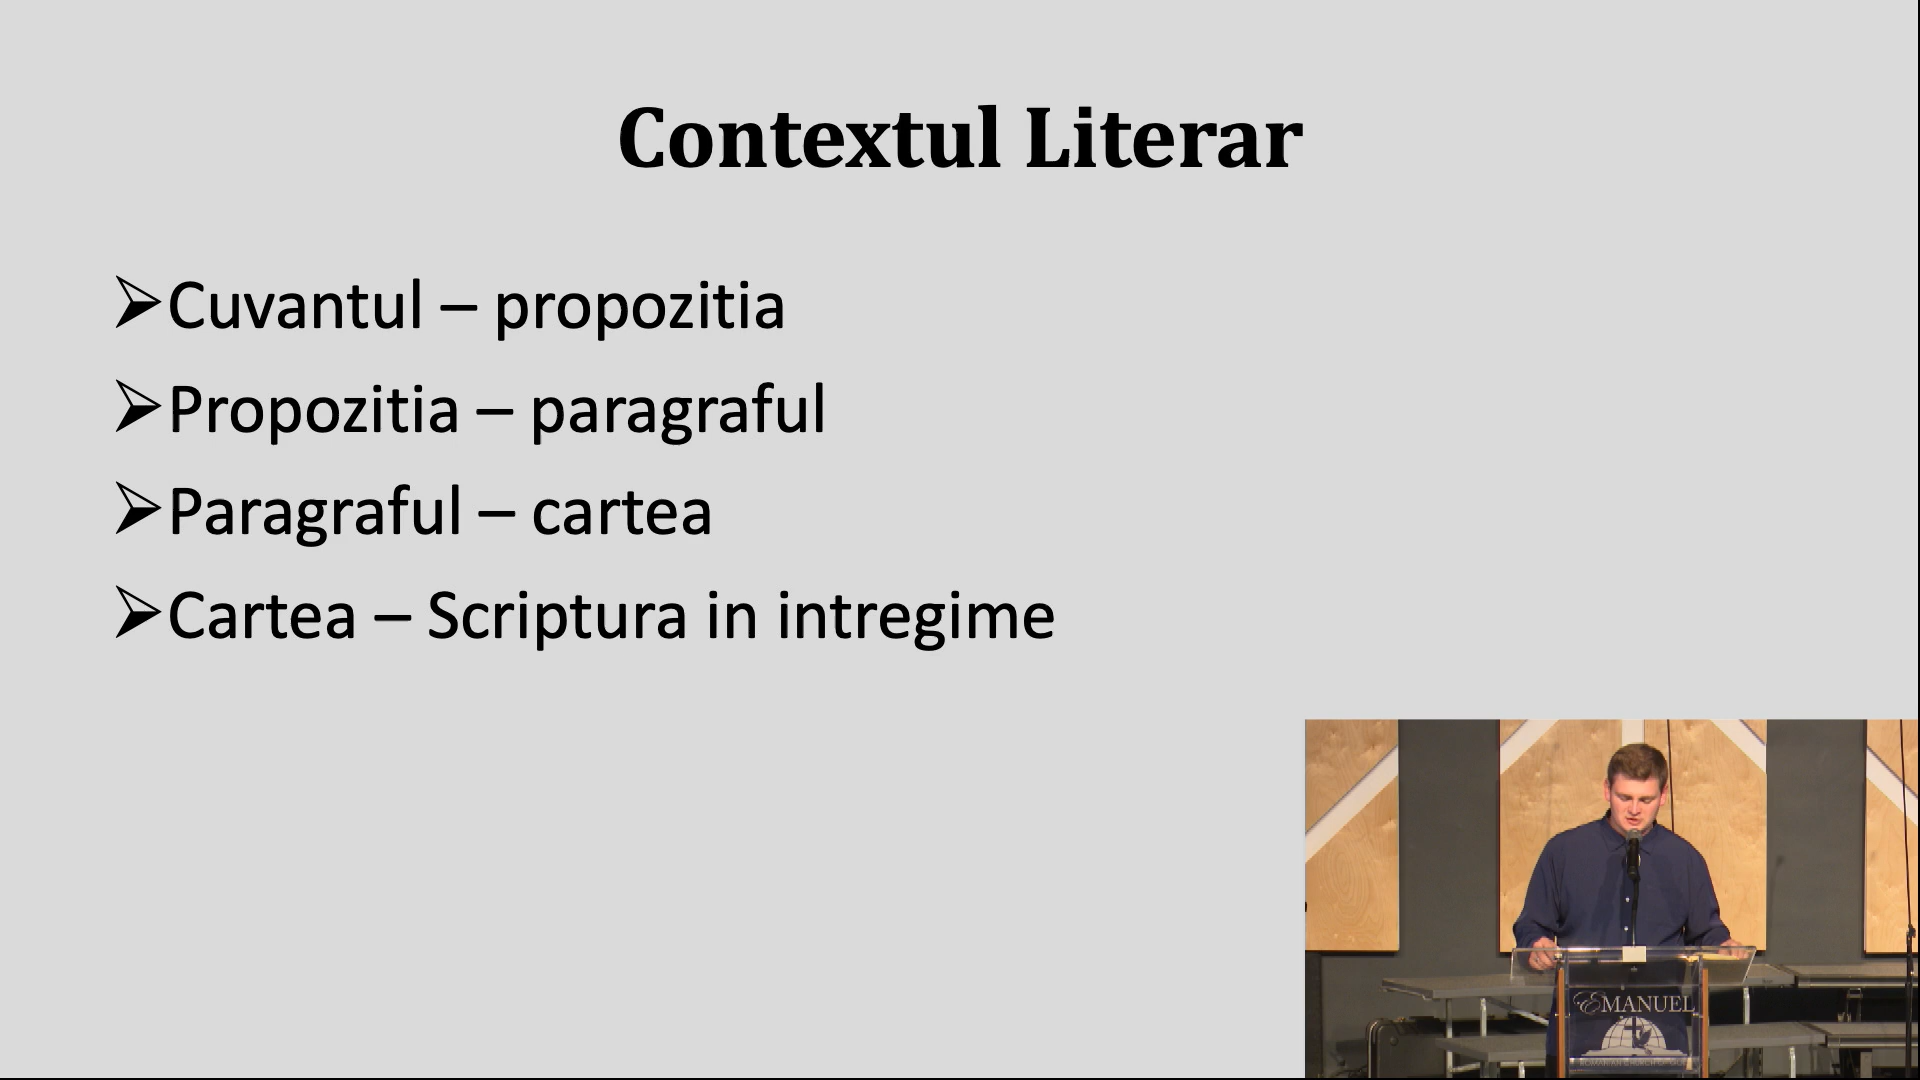 Contextul Literar
➢Cuvantul – propozitia
➢Propozitia – paragraful
➢Paragraful – cartea
➢Cartea – Scriptura in intregime
EMANUEL